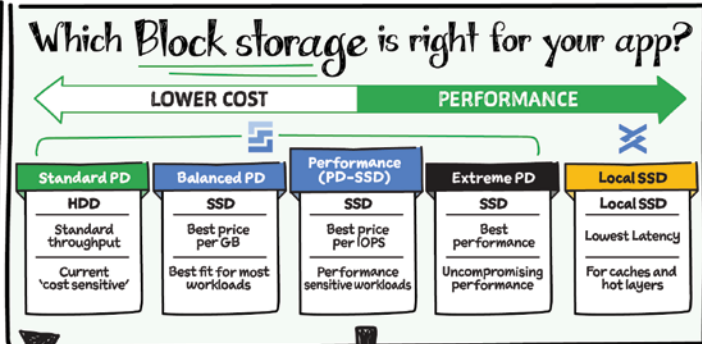 Which Block storage is right for your app?
LOWER COST
PERFORMANCE
Standard PD
HDD
Standard
throughput
Current
'cost sensitive'
Balanced PD
SSD
Best price
per GB
Best fit for most
workloads
Performance
(PD-SSD)
SSD
Best price
per IOPS
Performance
sensitive workloads
Extreme PD
SSD
Best
performance
Uncompromising
performance
Local SSD
Local SSD
Lowest Latency
For caches and
hot layers